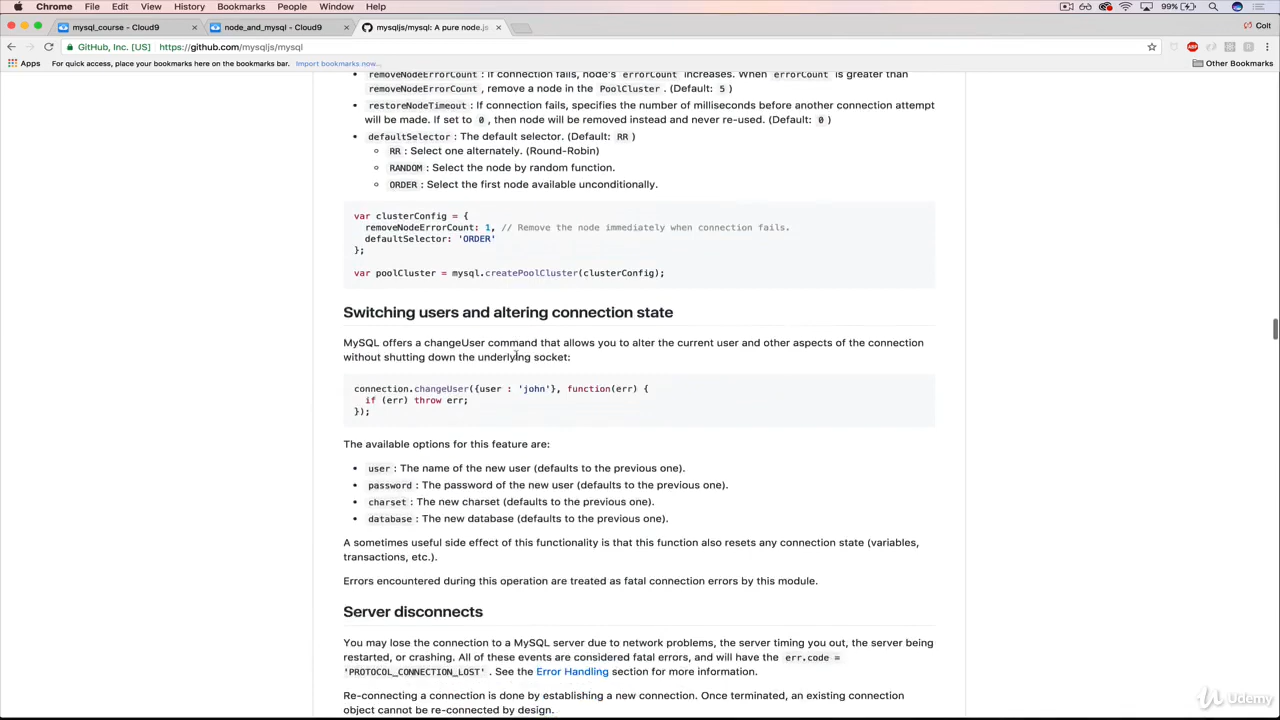 Chrome File Edit View History Bookmarks People Window Help
mysql_course - Cloud9 node_and_mysql - Cloud9 mysqljs/mysql: A pure node.js Colt
GitHub, Inc. [US] https://github.com/mysqljs/mysql
Apps For quick access, place your bookmarks here on the bookmarks bar. Import bookmarks now... Other Bookmarks
removeNodeErrorCount : If connection fails, node's errorCount increases. When errorCount is greater than
removeNodeErrorCount, remove a node in the PoolCluster . (Default: 5 )
restoreNodeTimeout : If connection fails, specifies the number of milliseconds before another connection attempt
will be made. If set to 0 , then node will be removed instead and never re-used. (Default: 0 )
defaultSelector : The default selector. (Default: RR )
RR : Select one alternately. (Round-Robin)
RANDOM : Select the node by random function.
ORDER : Select the first node available unconditionally.
var clusterConfig = {
removeNodeErrorCount: 1, // Remove the node immediately when connection fails.
defaultSelector: 'ORDER'
};
var poolCluster = mysql.createPoolCluster(clusterConfig);
Switching users and altering connection state
MySQL offers a changeUser command that allows you to alter the current user and other aspects of the connection
without shutting down the underlying socket:
connection.changeUser({user : 'john'}, function(err) {
if (err) throw err;
});
The available options for this feature are:
user : The name of the new user (defaults to the previous one).
password : The password of the new user (defaults to the previous one).
charset : The new charset (defaults to the previous one).
database : The new database (defaults to the previous one).
A sometimes useful side effect of this functionality is that this function also resets any connection state (variables,
transactions, etc.).
Errors encountered during this operation are treated as fatal connection errors by this module.
Server disconnects
You may lose the connection to a MySQL server due to network problems, the server timing you out, the server being
restarted, or crashing. All of these events are considered fatal errors, and will have the err.code =
'PROTOCOL_CONNECTION_LOST' . See the Error Handling section for more information.
Re-connecting a connection is done by establishing a new connection. Once terminated, an existing connection
object cannot be re-connected by design.
Udemy